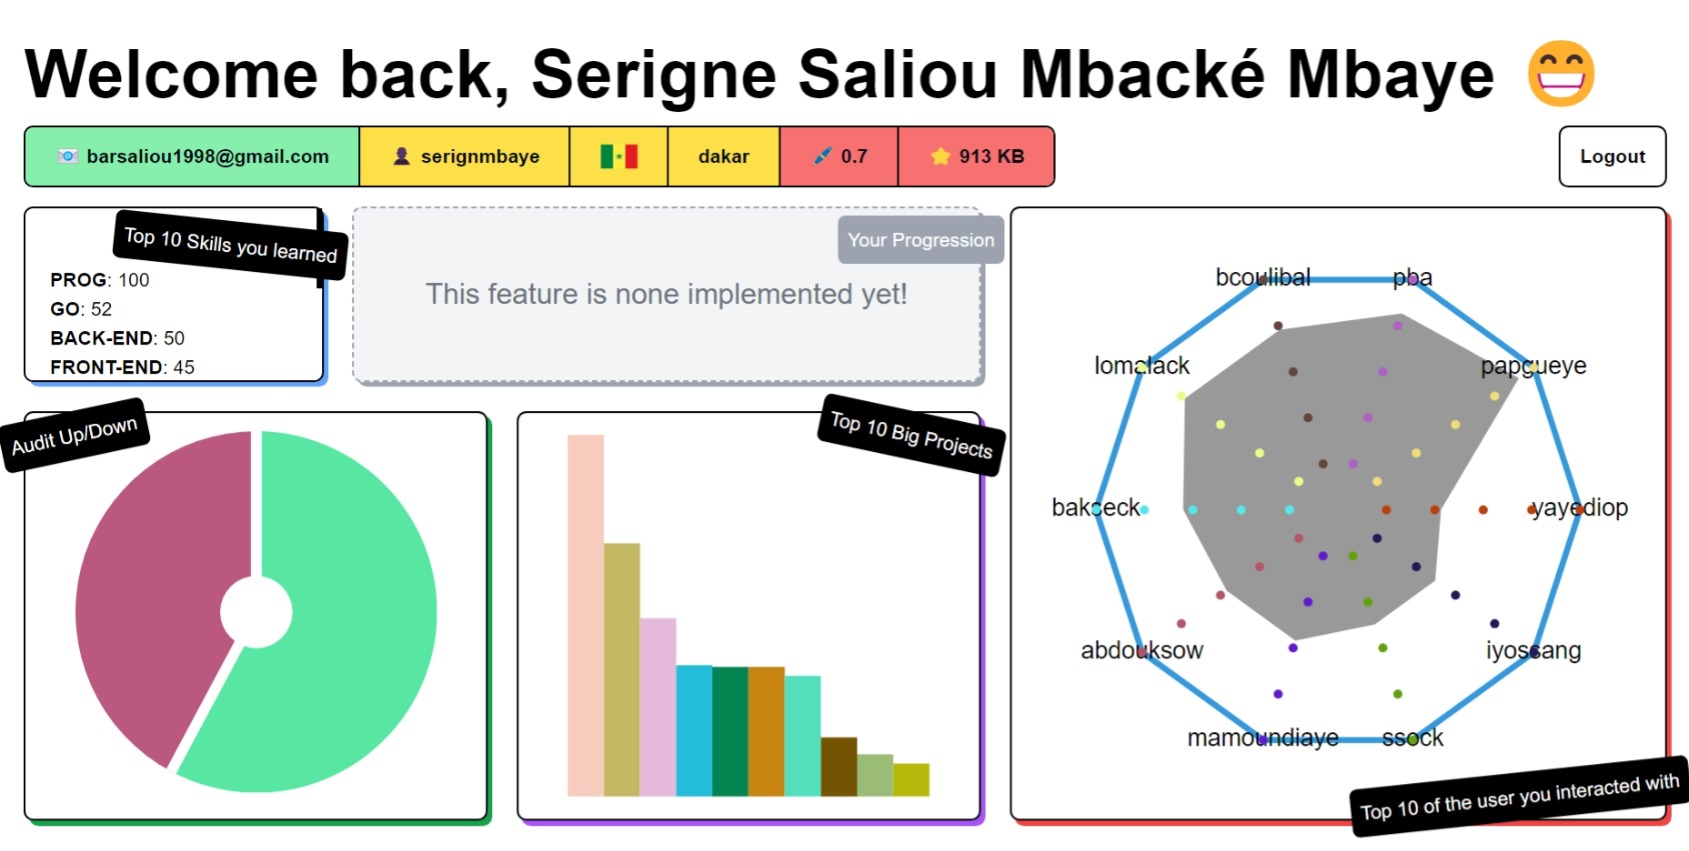 Welcome back, Serigne Saliou Mbacké Mbaye
barsaliou1998@gmail.com
serignmbaye
dakar
0.7
913 KB
Logout
Top 10 Skills you learned
PROG: 100
GO: 52
BACK-END: 50
FRONT-END: 45
Your Progression
This feature is none implemented yet!
Audit Up/Down
Top 10 Big Projects
bcoulibal
pba
lomalack
papgueye
bakseck
yayediop
abdouksow
iyossang
mamoundiaye
ssock
Top 10 of the user you interacted with